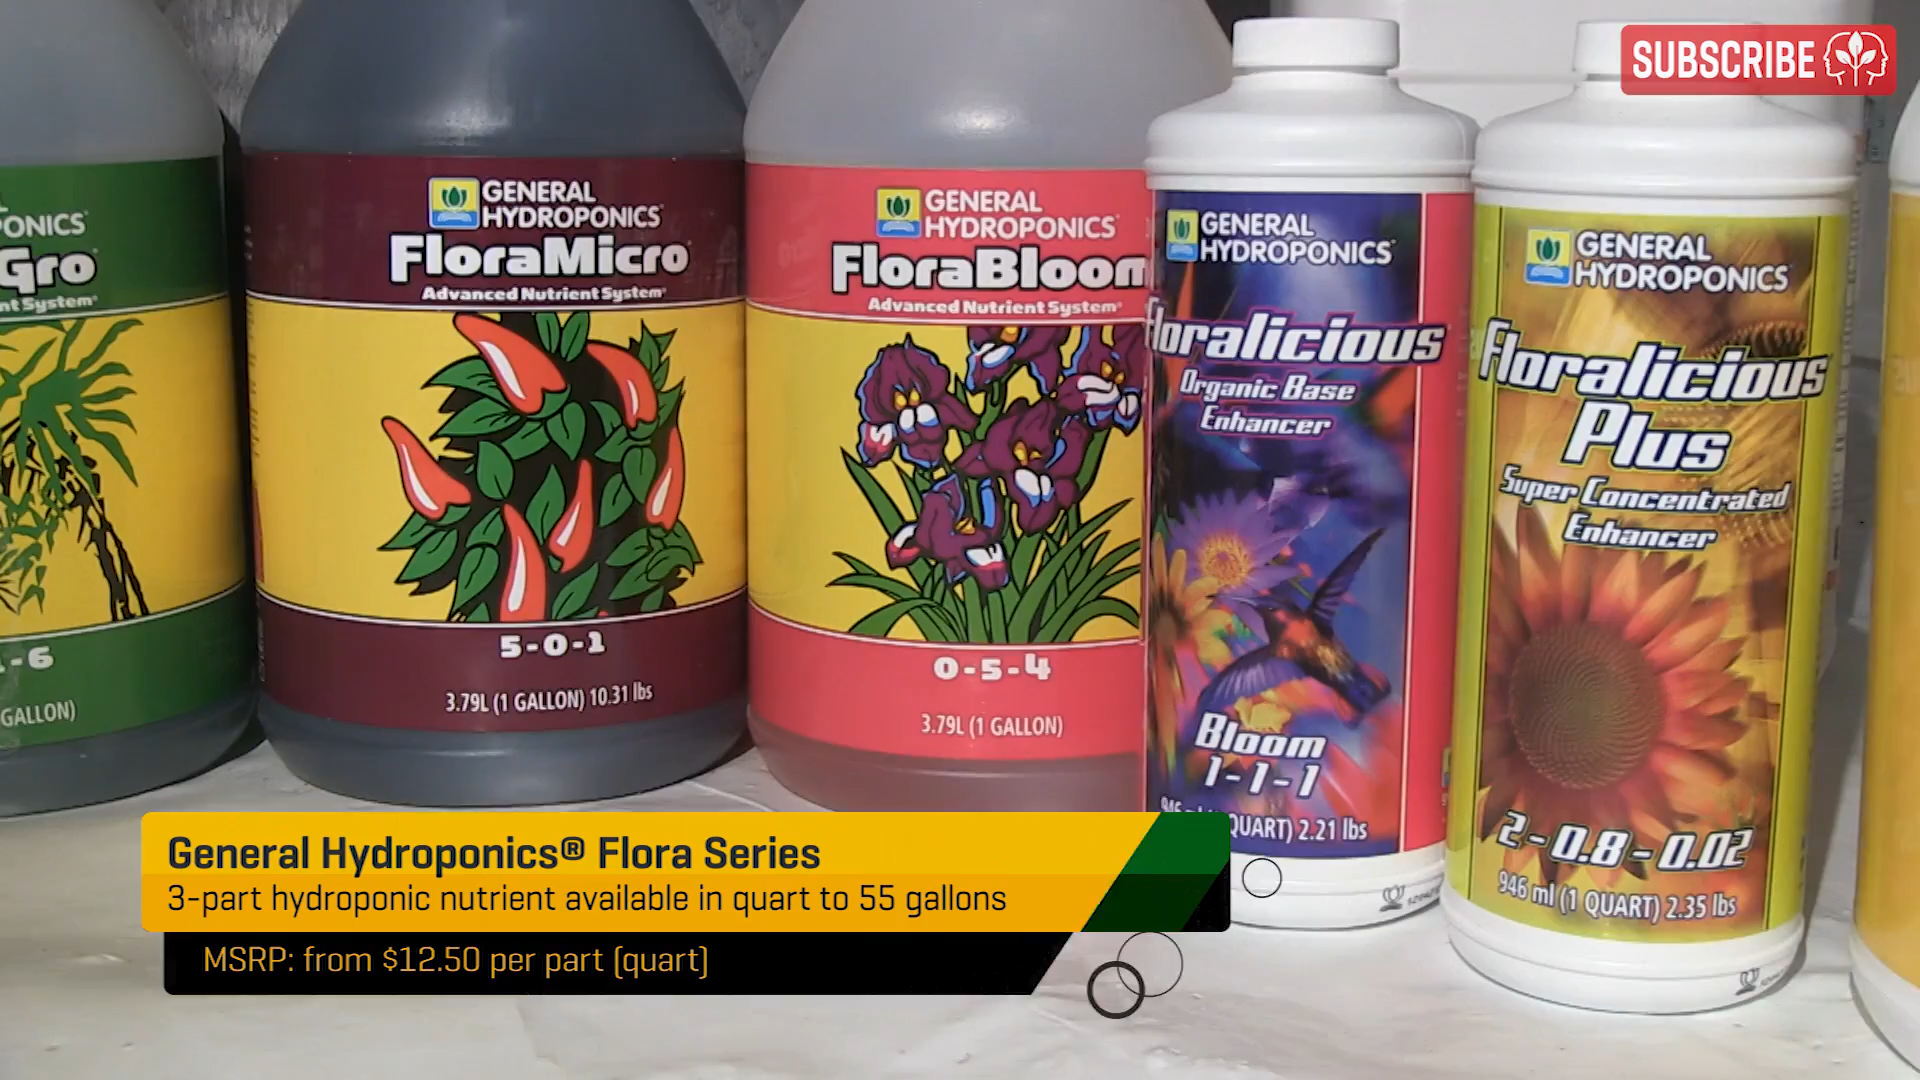 SUBSCRIBE
ONICS
Gro
nt System
-6
GALLON)
GENERAL
HYDROPONICS
FloraMicro
Advanced Nutrient System
5-0-1
3.79L (1 GALLON) 10.31 lbs
GENERAL
HYDROPONICS
FloraBloom
Advanced Nutrient System
0-5-4
3.79L (1 GALLON)
GENERAL
HYDROPONICS
Floralicious
Organic Base
Enhancer
Bloom
1-1-1
QUART) 2.21 lbs
GENERAL
HYDROPONICS
Floralicious
Plus
Super Concentrated
Enhancer
2-0.8-0.02
946 ml (1 QUART) 2.35 lbs
General Hydroponics® Flora Series
3-part hydroponic nutrient available in quart to 55 gallons
MSRP: from $12.50 per part (quart)